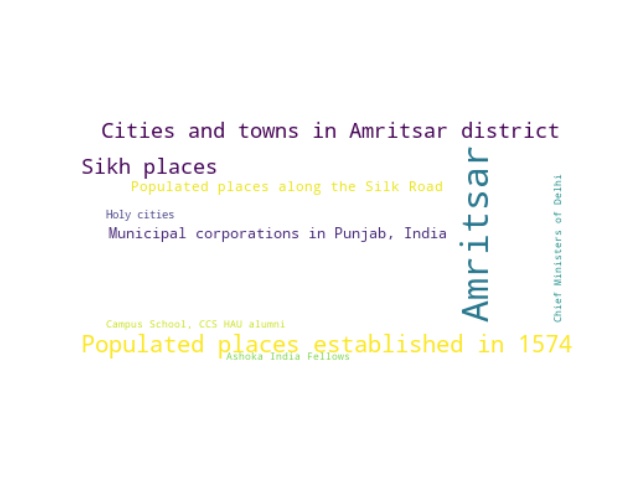 Cities and towns in Amritsar district
Sikh places
Populated places along the Silk Road
Holy cities
Municipal corporations in Punjab, India
Amritsar
Chief Ministers of Delhi
Campus School, CCS HAU alumni
Populated places established in 1574
Ashoka India Fellows